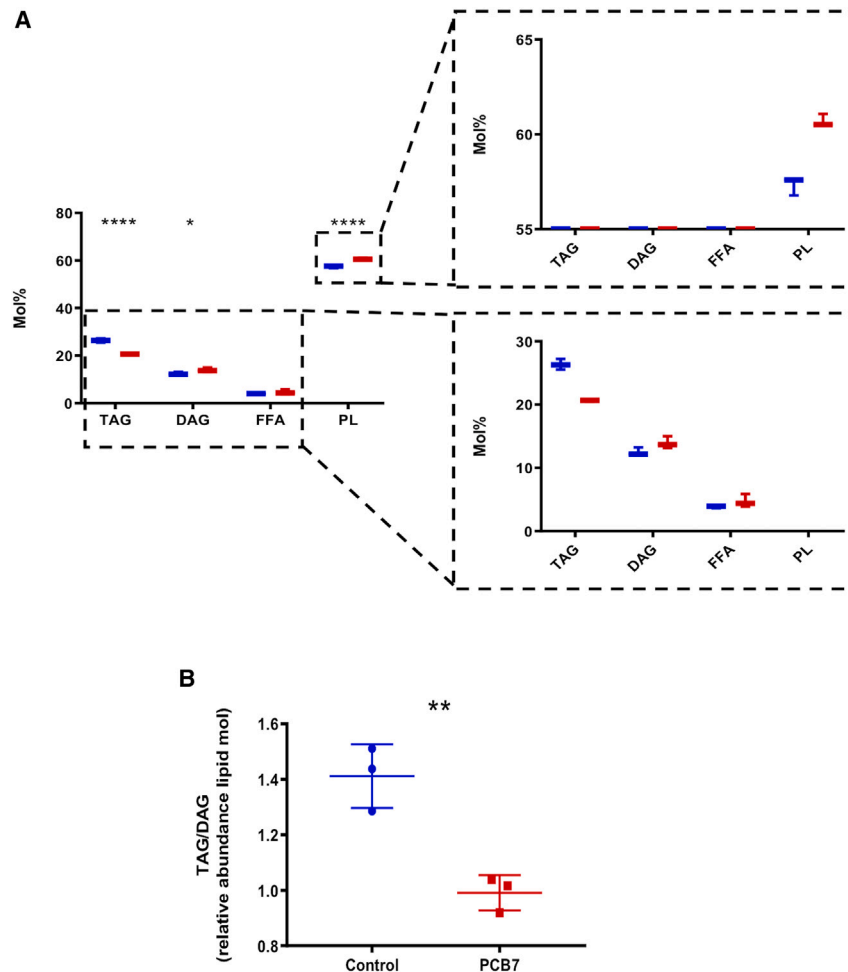 A
65
60
55
Mol%
TAG
DAG
FFA
PL
80
60
40
20
0
Mol%
****
*
****
TAG
DAG
FFA
PL
30
20
10
0
Mol%
TAG
DAG
FFA
PL
B
**
1.6
1.4
1.2
1.0
0.8
TAG/DAG
(relative abundance lipid mol)
Control
PCB7